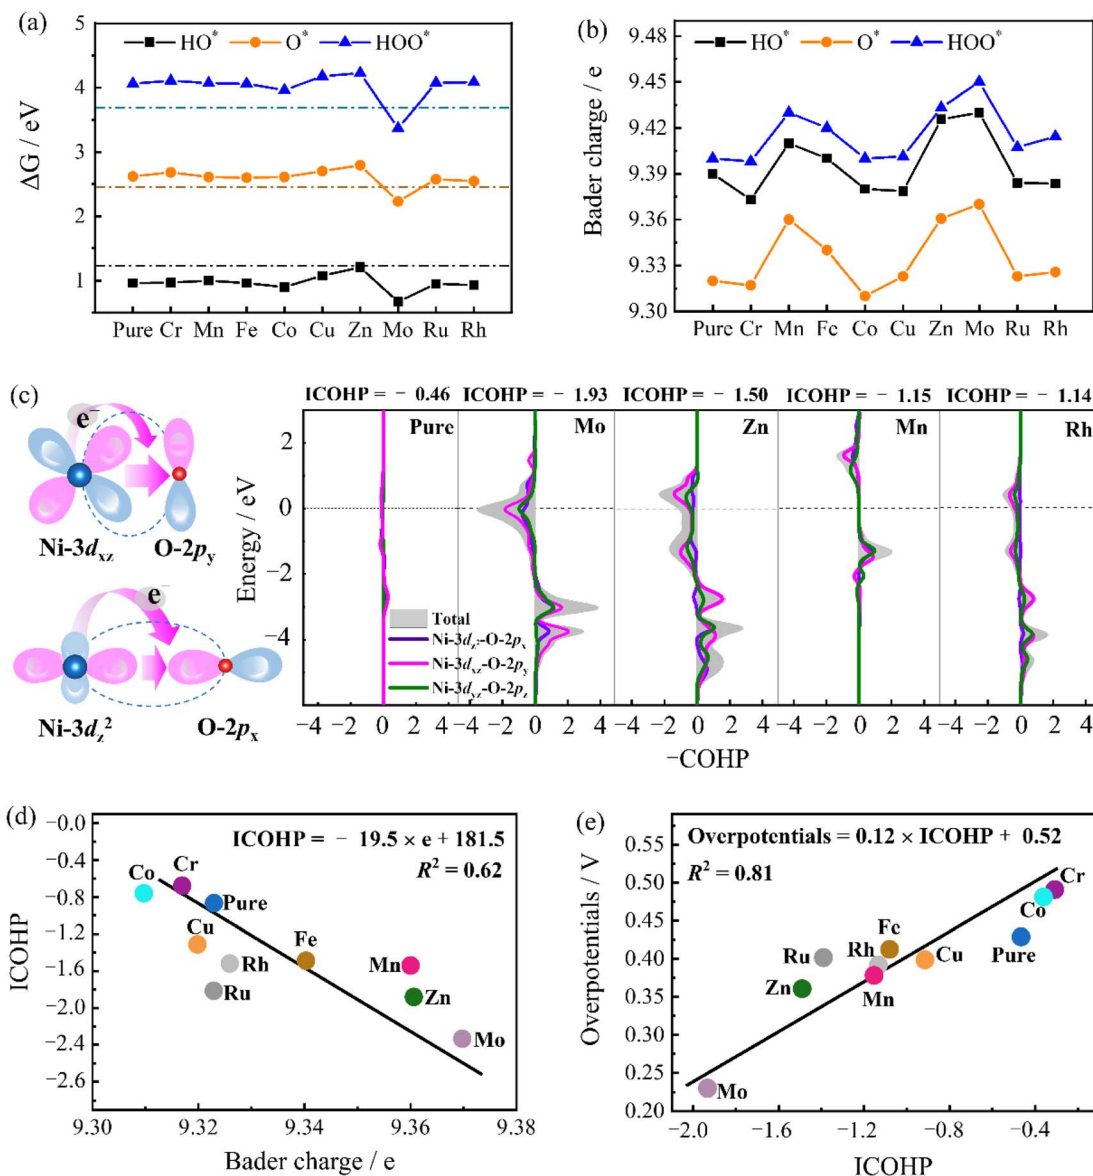 (a)
HO* O* HOO*
ΔG / eV
5
4
3
2
1
Pure Cr Mn Fe Co Cu Zn Mo Ru Rh
(b)
HO* O* HOO*
Bader charge / e
9.48
9.45
9.42
9.39
9.36
9.33
9.30
Pure Cr Mn Fe Co Cu Zn Mo Ru Rh
(c)
e⁻
Ni-3dxz O-2py
e⁻
Ni-3dz² O-2px
ICOHP = − 0.46 ICOHP = − 1.93 ICOHP = − 1.50 ICOHP = − 1.15 ICOHP = − 1.14
Pure Mo Zn Mn Rh
Energy / eV
2
0
−2
−4
Total
Ni-3dz²-O-2px
Ni-3dxz-O-2py
Ni-3dyz-O-2pz
−4 −2 0 2 −4 −2 0 2 −4 −2 0 2 −4 −2 0 2 −4 −2 0 2 4
−COHP
(d)
ICOHP = − 19.5 × e + 181.5
R² = 0.62
ICOHP
−0.0
−0.4
−0.8
−1.2
−1.6
−2.0
−2.4
−2.6
Co
Cr
Pure
Cu
Fe
Rh
Mn
Ru
Zn
Mo
9.30 9.32 9.34 9.36 9.38
Bader charge / e
(e)
Overpotentials = 0.12 × ICOHP + 0.52
R² = 0.81
Overpotentials / V
0.55
0.50
0.45
0.40
0.35
0.30
0.25
0.20
Cr
Co
Pure
Fe
Ru
Rh
Cu
Zn
Mn
Mo
−2.0 −1.6 −1.2 −0.8 −0.4
ICOHP